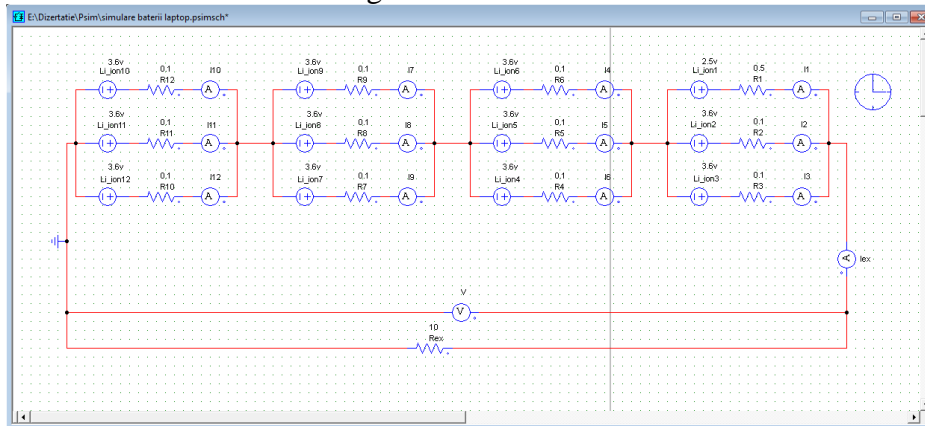 E:\Dizertatie\Psim\simulare baterii laptop.psimsch*
3.6v 3.6v 3.6v 2.5v
Li_ion10 0.1 I10 Li_ion9 0.1 I7 Li_ion6 0.1 I4 Li_ion1 0.5 I1
R12 R9 R6 R1
A A A A
3.6v 3.6v 3.6v 3.6v
Li_ion11 0.1 I11 Li_ion8 0.1 I8 Li_ion5 0.1 I5 Li_ion2 0.1 I2
R11 R8 R5 R2
A A A A
3.6v 3.6v 3.6v 3.6v
Li_ion12 0.1 I12 Li_ion7 0.1 I9 Li_ion4 0.1 I6 Li_ion3 0.1 I3
R10 R7 R4 R3
A A A A
A Iex
V
V
10
Rex